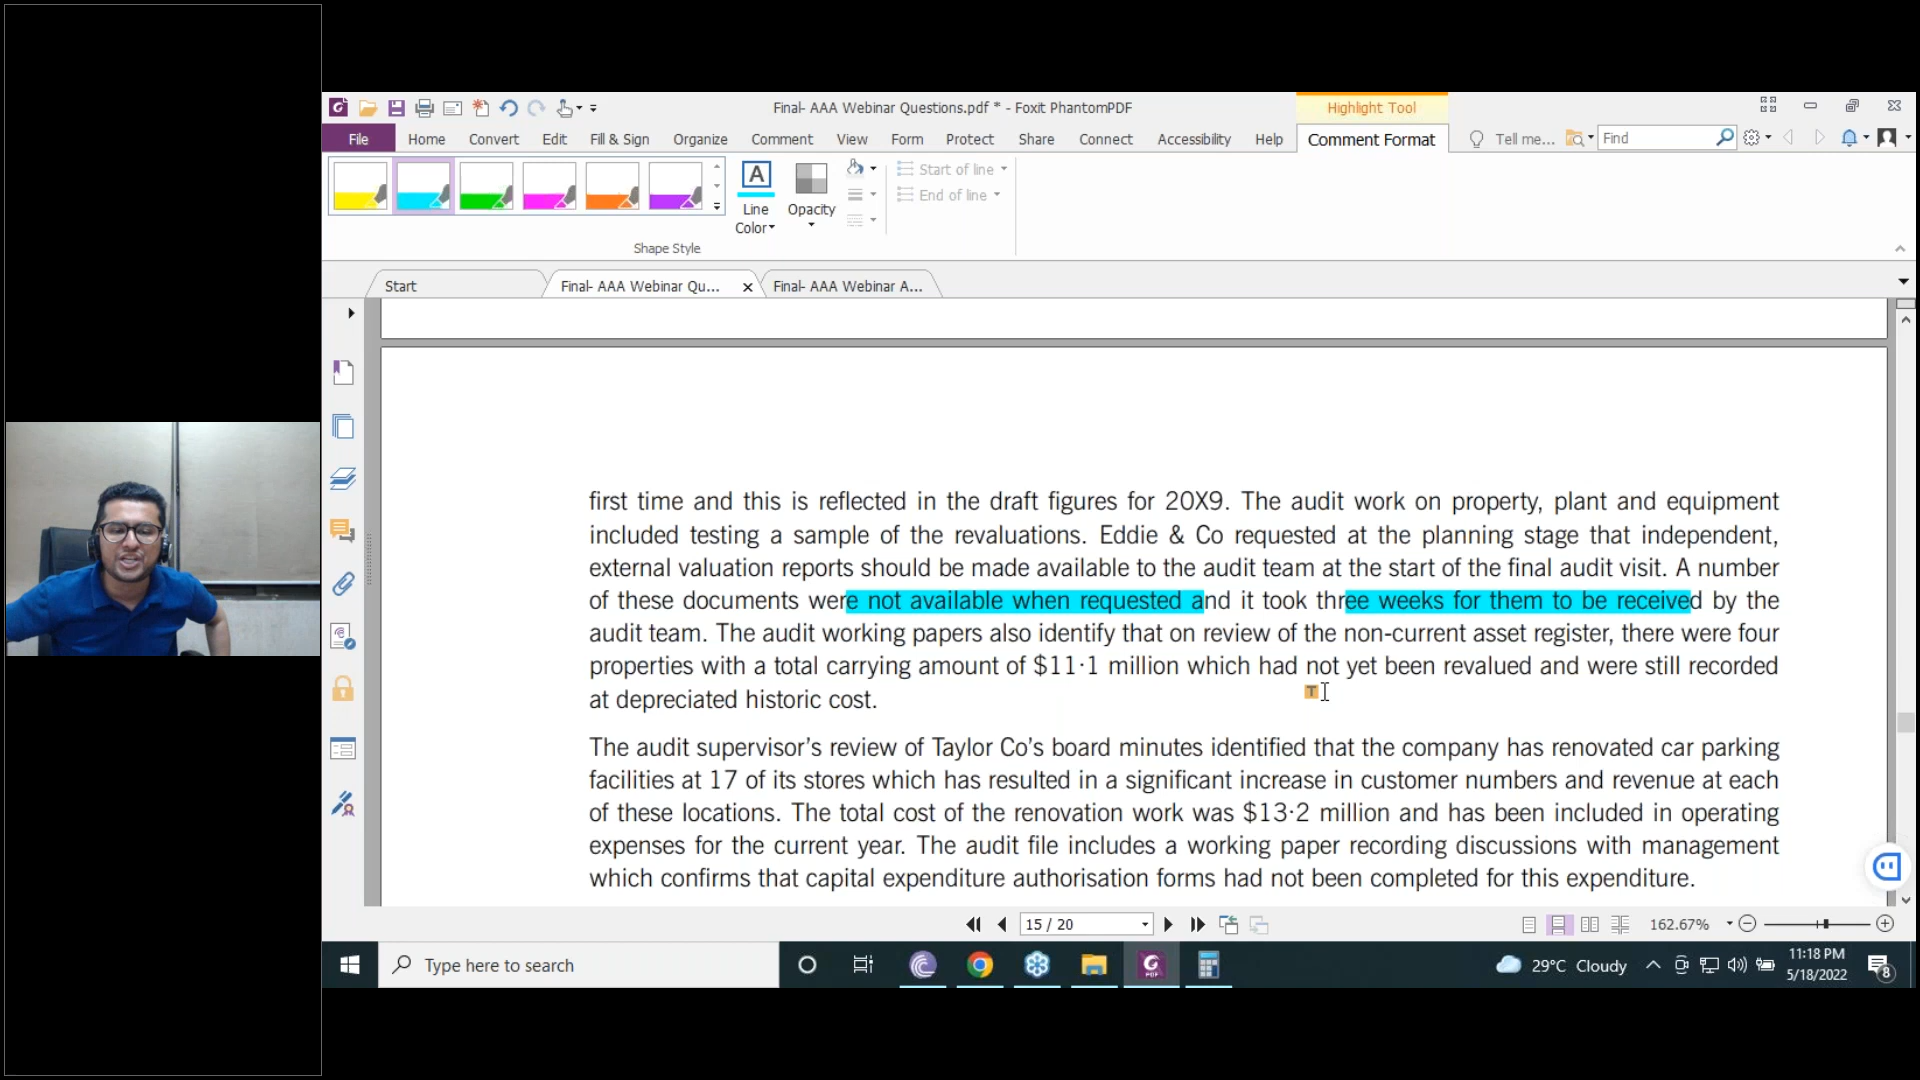 Final- AAA Webinar Questions.pdf * - Foxit PhantomPDF
Highlight Tool
File
Home
Convert
Edit
Fill & Sign
Organize
Comment
View
Form
Protect
Share
Connect
Accessibility
Help
Comment Format
Tell me...
Find
Line
Color
Opacity
Start of line
End of line
Shape Style
Start
Final- AAA Webinar Qu...
Final- AAA Webinar A...
first time and this is reflected in the draft figures for 20X9. The audit work on property, plant and equipment
included testing a sample of the revaluations. Eddie & Co requested at the planning stage that independent,
external valuation reports should be made available to the audit team at the start of the final audit visit. A number
of these documents were not available when requested and it took three weeks for them to be received by the
audit team. The audit working papers also identify that on review of the non-current asset register, there were four
properties with a total carrying amount of $11·1 million which had not yet been revalued and were still recorded
at depreciated historic cost.
The audit supervisor's review of Taylor Co's board minutes identified that the company has renovated car parking
facilities at 17 of its stores which has resulted in a significant increase in customer numbers and revenue at each
of these locations. The total cost of the renovation work was $13·2 million and has been included in operating
expenses for the current year. The audit file includes a working paper recording discussions with management
which confirms that capital expenditure authorisation forms had not been completed for this expenditure.
15 / 20
162.67%
Type here to search
29°C Cloudy
11:18 PM
5/18/2022
8